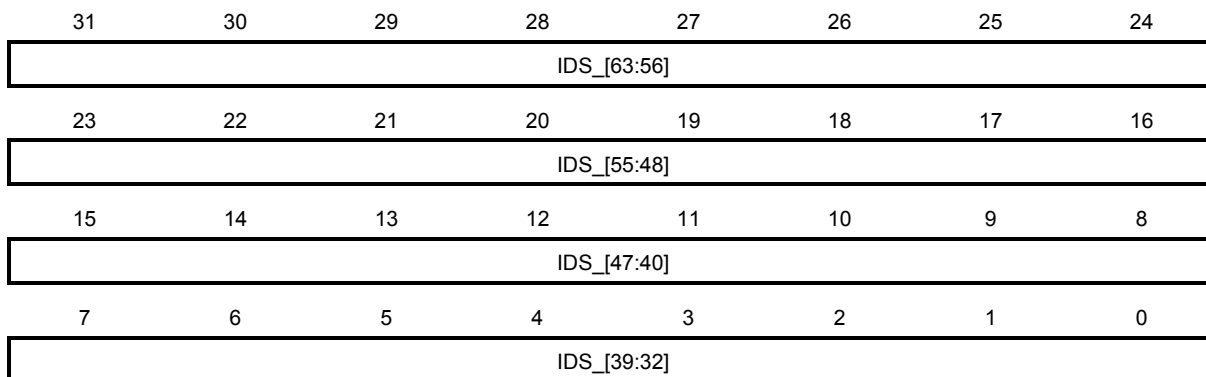 31 30 29 28 27 26 25 24
IDS_[63:56]
23 22 21 20 19 18 17 16
IDS_[55:48]
15 14 13 12 11 10 9 8
IDS_[47:40]
7 6 5 4 3 2 1 0
IDS_[39:32]